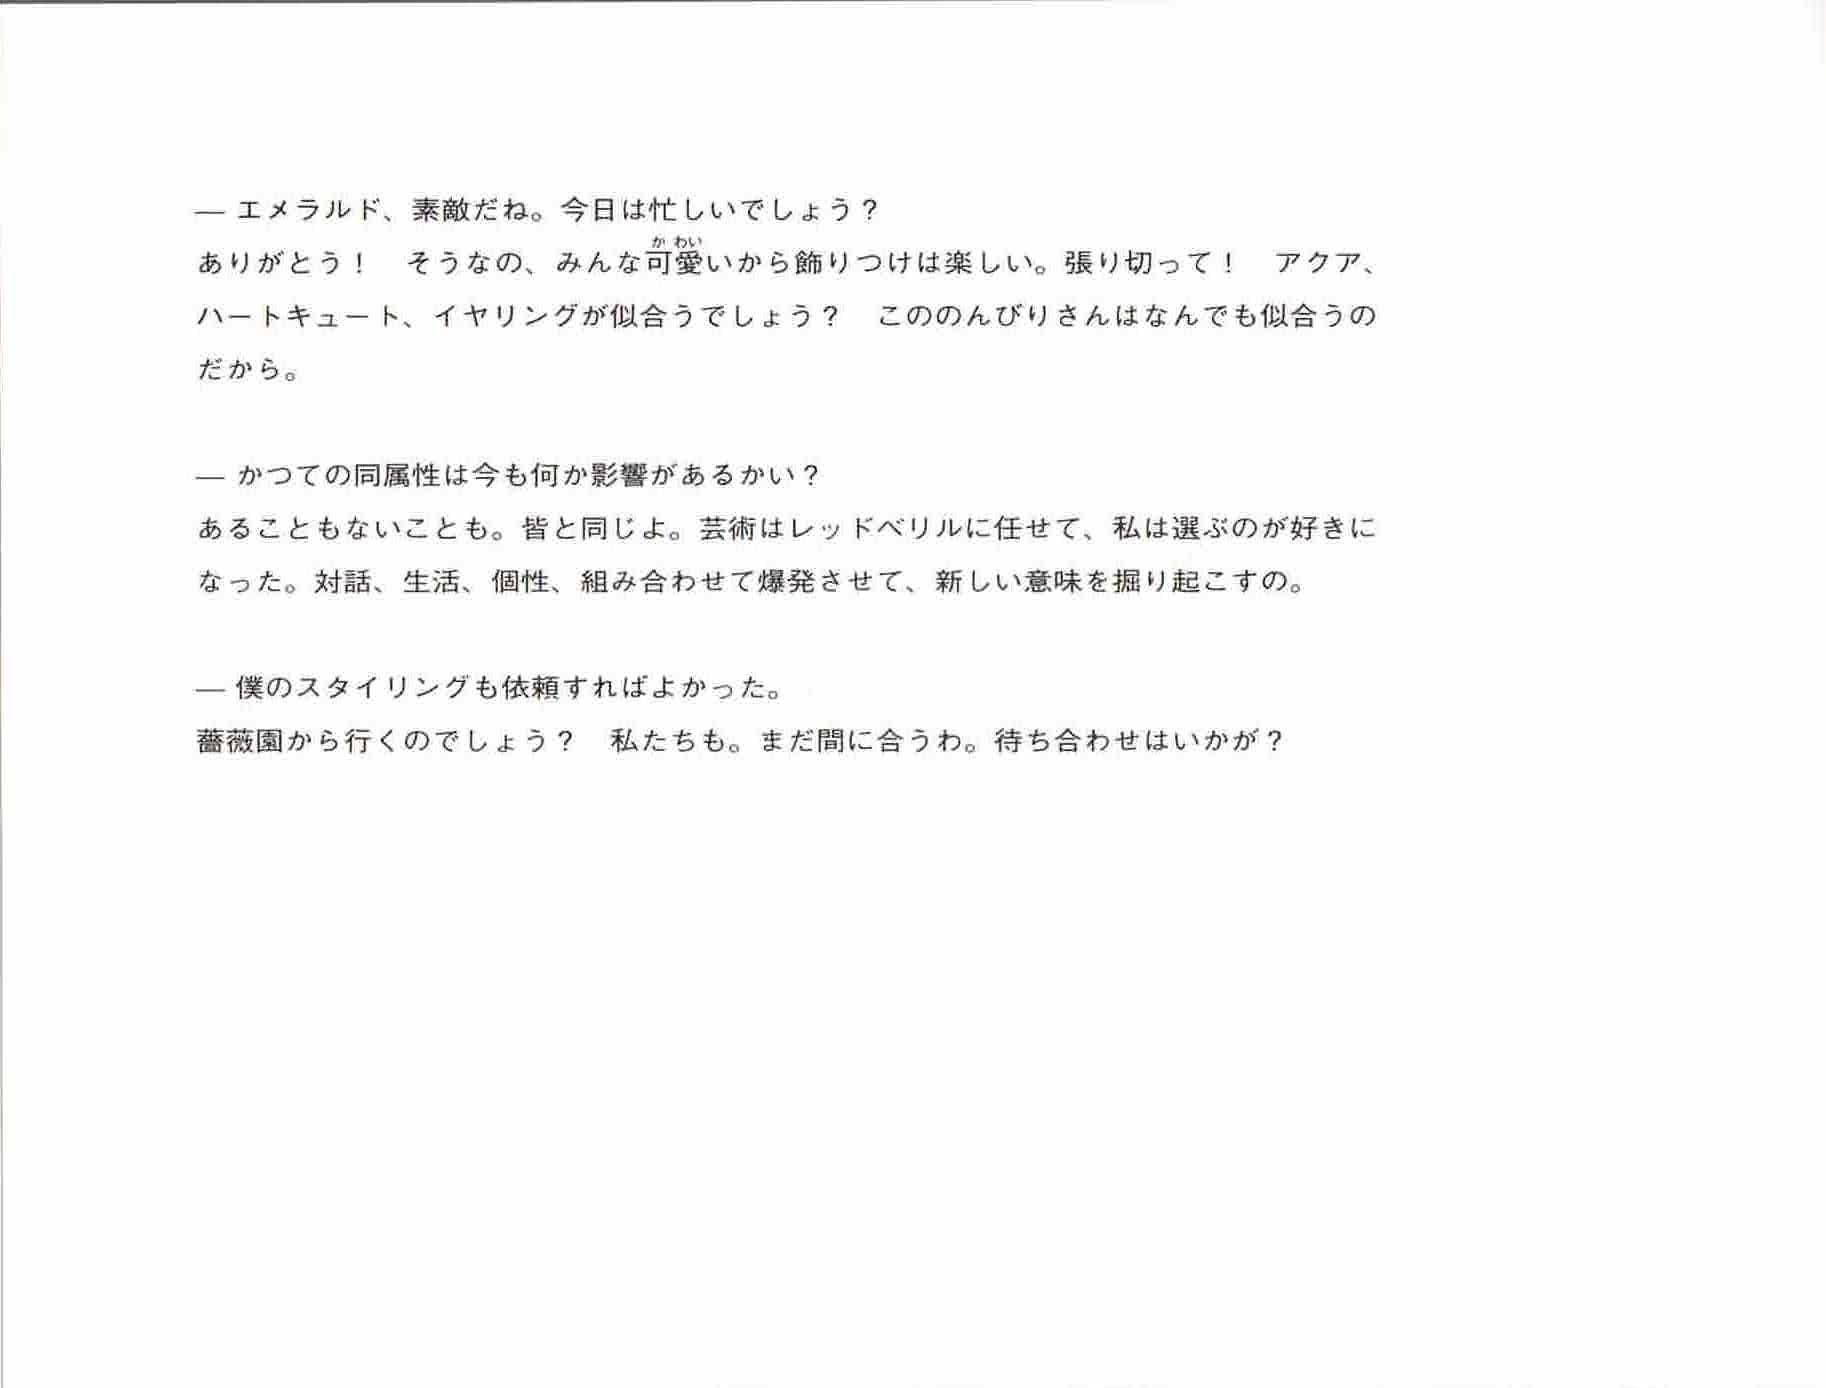 — エメラルド、素敵だね。今日は忙しいでしょう？
ありがとう！　そうなの、みんな可愛いから飾りつけは楽しい。張り切って！　アクア、
ハートキュート、イヤリングが似合うでしょう？　こののんびりさんはなんでも似合うの
だから。
— かつての同属性は今も何か影響があるかい？
あることもないことも。皆と同じよ。芸術はレッドベリルに任せて、私は選ぶのが好きに
なった。対話、生活、個性、組み合わせて爆発させて、新しい意味を掘り起こすの。
— 僕のスタイリングも依頼すればよかった。
薔薇園から行くのでしょう？　私たちも。まだ間に合うわ。待ち合わせはいかが？